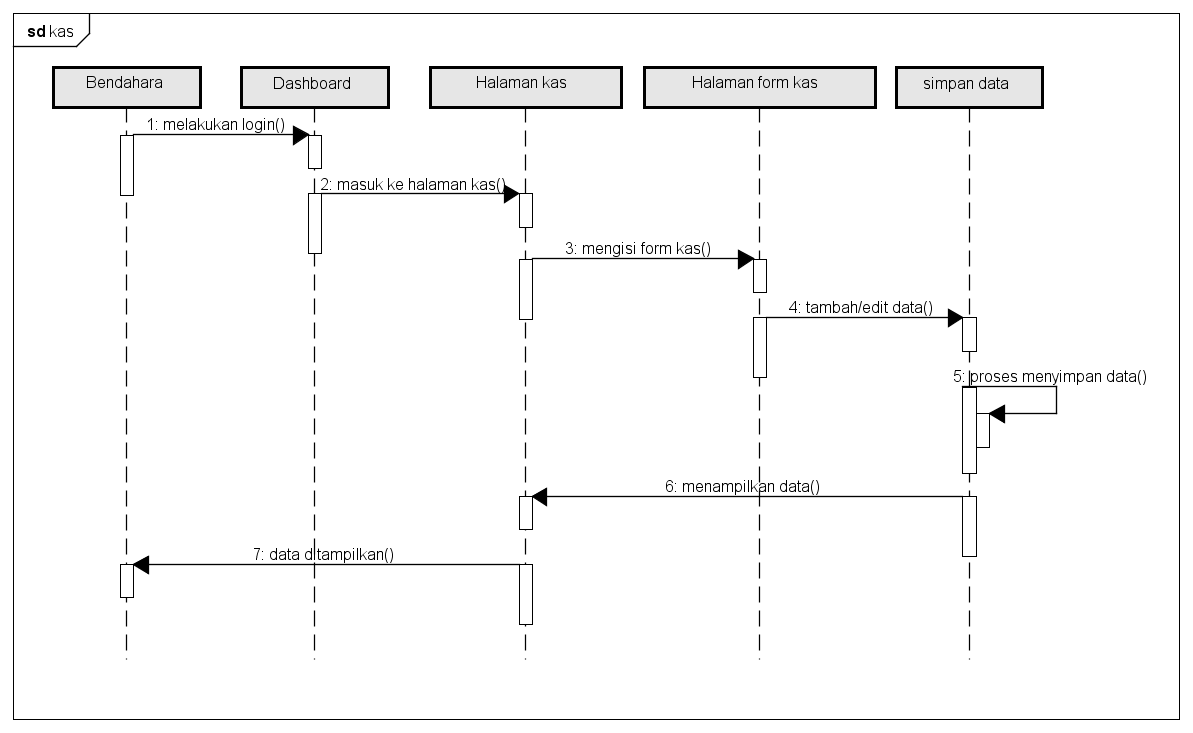 sd kas
Bendahara
Dashboard
Halaman kas
Halaman form kas
simpan data
1: melakukan login()
2: masuk ke halaman kas()
3: mengisi form kas()
4: tambah/edit data()
5: proses menyimpan data()
6: menampilkan data()
7: data ditampilkan()